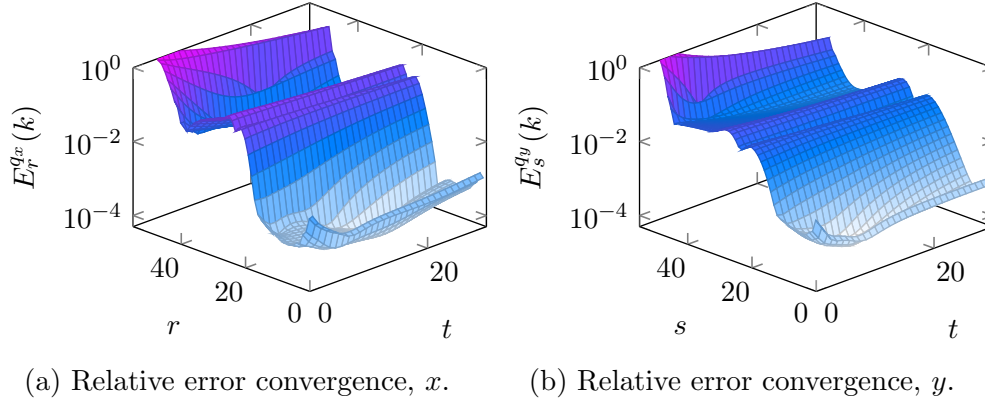 10^0
10^{-2}
10^{-4}
E_r^{q_x}(k)
40
20
0
0
20
r
t
10^0
10^{-2}
10^{-4}
E_s^{q_y}(k)
40
20
0
0
20
s
t
(a) Relative error convergence, x.
(b) Relative error convergence, y.